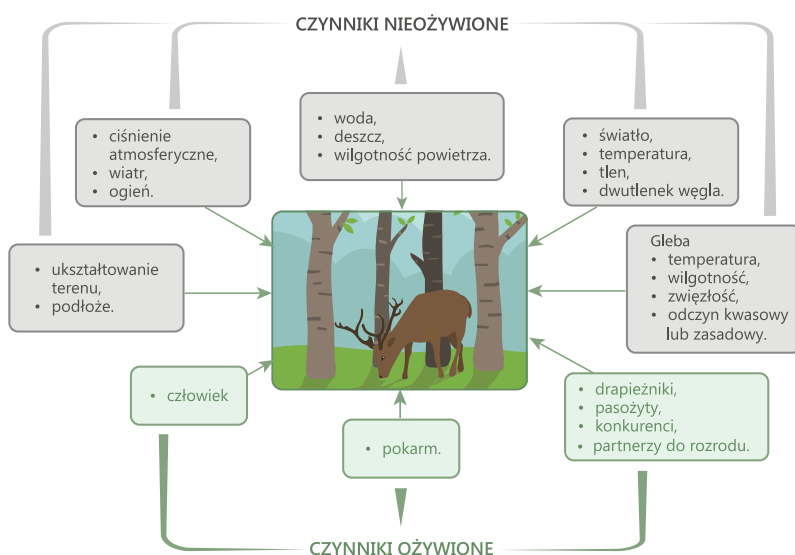 CZYNNIKI NIEOŻYWIONE
• ciśnienie
atmosferyczne,
• wiatr,
• ogień.
• woda,
• deszcz,
• wilgotność powietrza.
• światło,
• temperatura,
• tlen,
• dwutlenek węgla.
• ukształtowanie
terenu,
• podłoże.
Gleba
• temperatura,
• wilgotność,
• zwięzłość,
• odczyn kwasowy
lub zasadowy.
• człowiek
• pokarm.
• drapieżniki,
• pasożyty,
• konkurenci,
• partnerzy do rozrodu.
CZYNNIKI OŻYWIONE